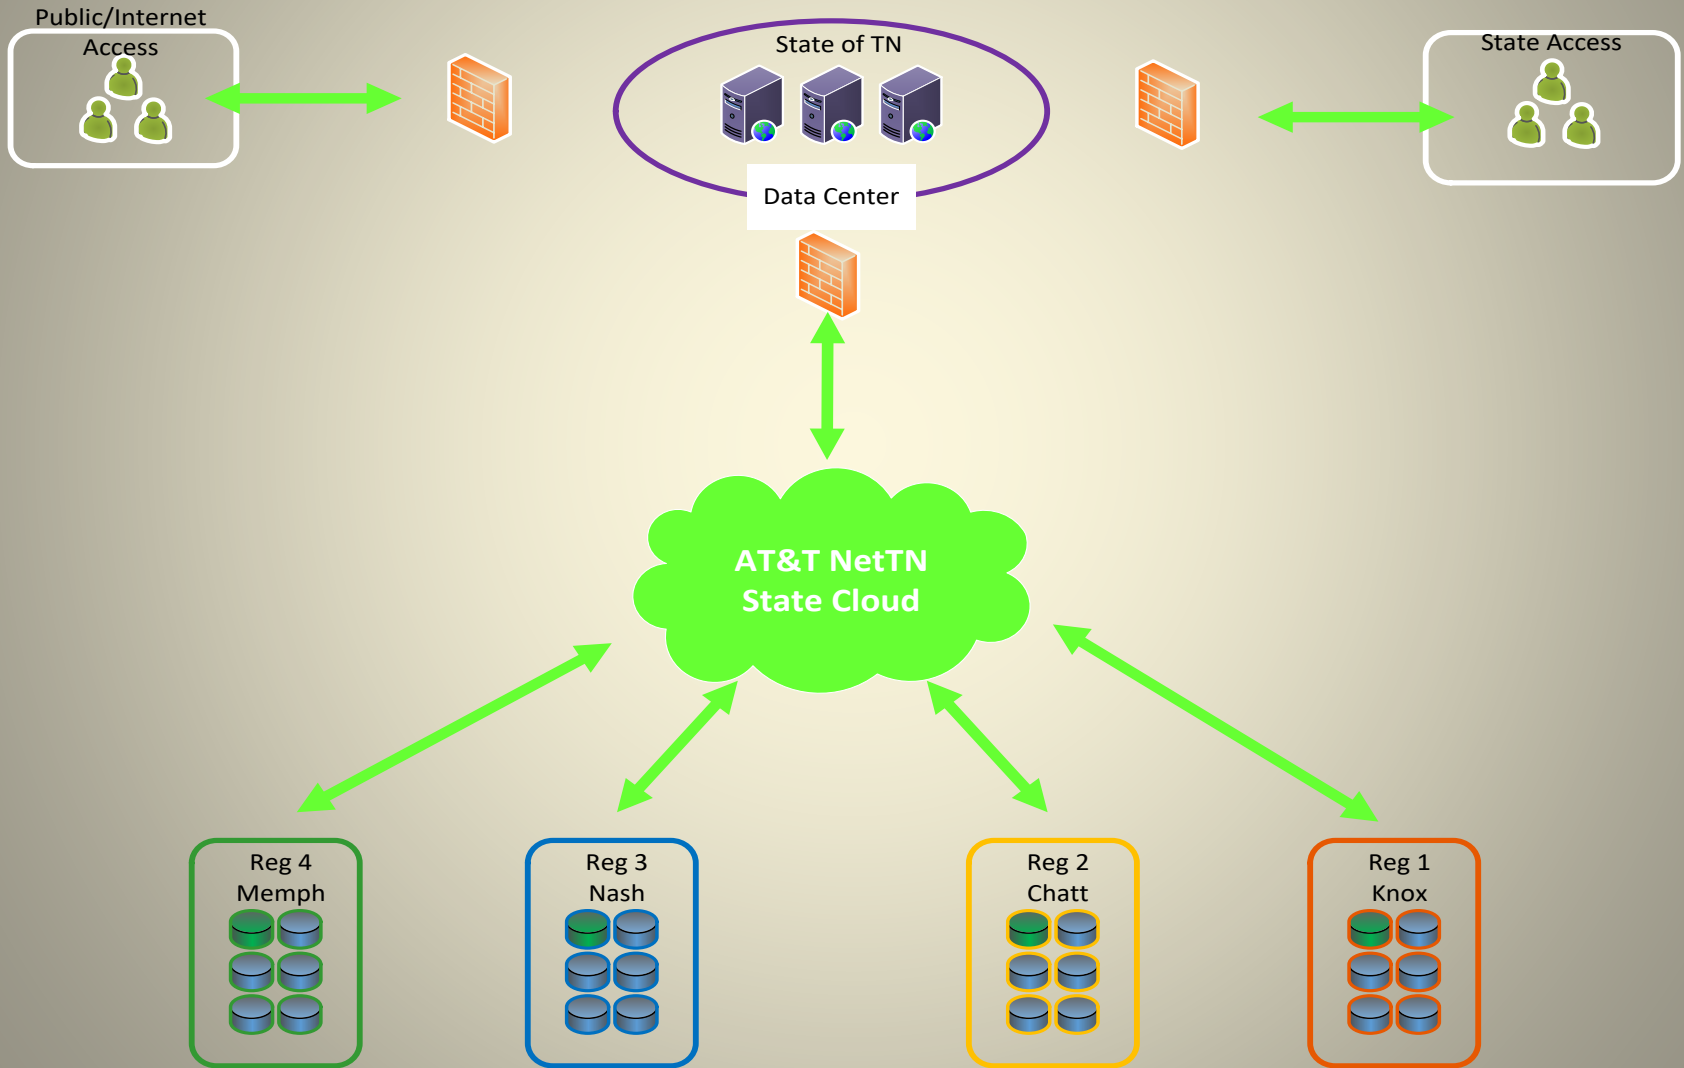 Public/Internet
Access
State of TN
State Access
Data Center
AT&T NetTN
State Cloud
Reg 4
Memph
Reg 3
Nash
Reg 2
Chatt
Reg 1
Knox